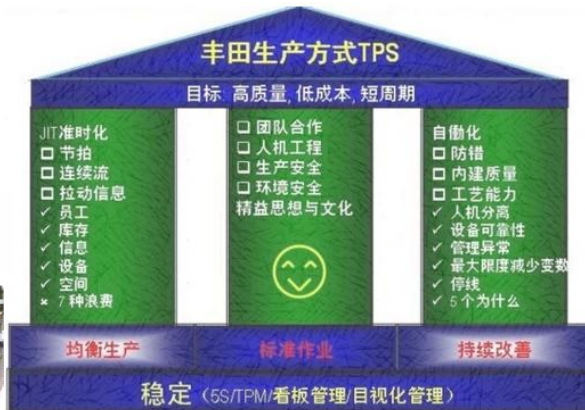 丰田生产方式TPS
目标 高质量, 低成本, 短周期
JIT准时化
☐ 节拍
☐ 连续流
☐ 拉动信息
✓ 员工
✓ 库存
✓ 信息
✓ 设备
✓ 空间
× 7 种浪费
☐ 团队合作
☐ 人机工程
☐ 生产安全
☐ 环境安全
精益思想与文化
自働化
☐ 防错
☐ 内建质量
☐ 工艺能力
✓ 人机分离
✓ 设备可靠性
✓ 管理异常
✓ 最大限度减少变数
✓ 停线
✓ 5 个为什么
均衡生产
标准作业
持续改善
稳定（5S/TPM/看板管理/目视化管理）